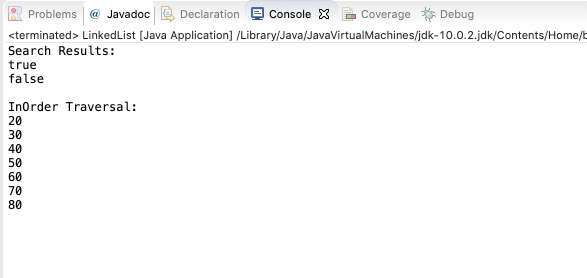 Problems @ Javadoc Declaration Console Coverage Debug
<terminated> LinkedList [Java Application] /Library/Java/JavaVirtualMachines/jdk-10.0.2.jdk/Contents/Home/b
Search Results:
true
false
InOrder Traversal:
20
30
40
50
60
70
80